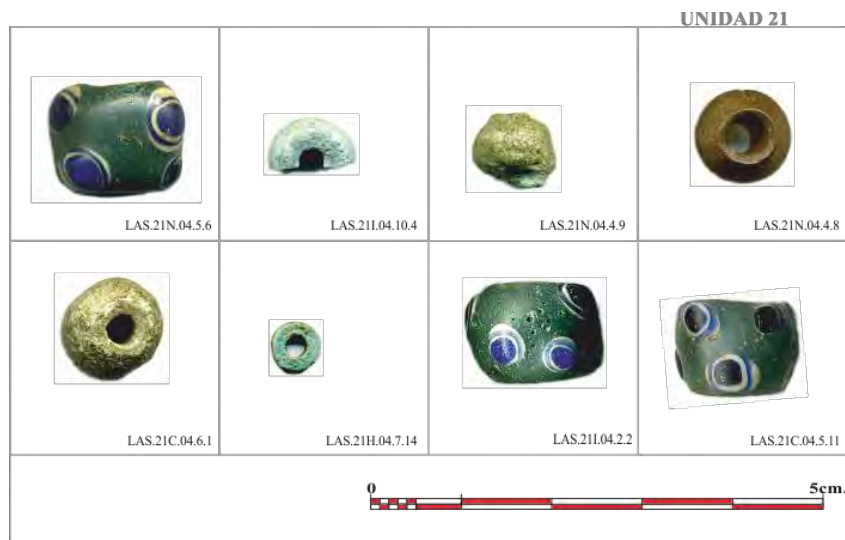 UNIDAD 21
LAS.21N.04.5.6
LAS.21I.04.10.4
LAS.21N.04.4.9
LAS.21N.04.4.8
LAS.21C.04.6.1
LAS.21H.04.7.14
LAS.21I.04.2.2
LAS.21C.04.5.11
0
5cm.